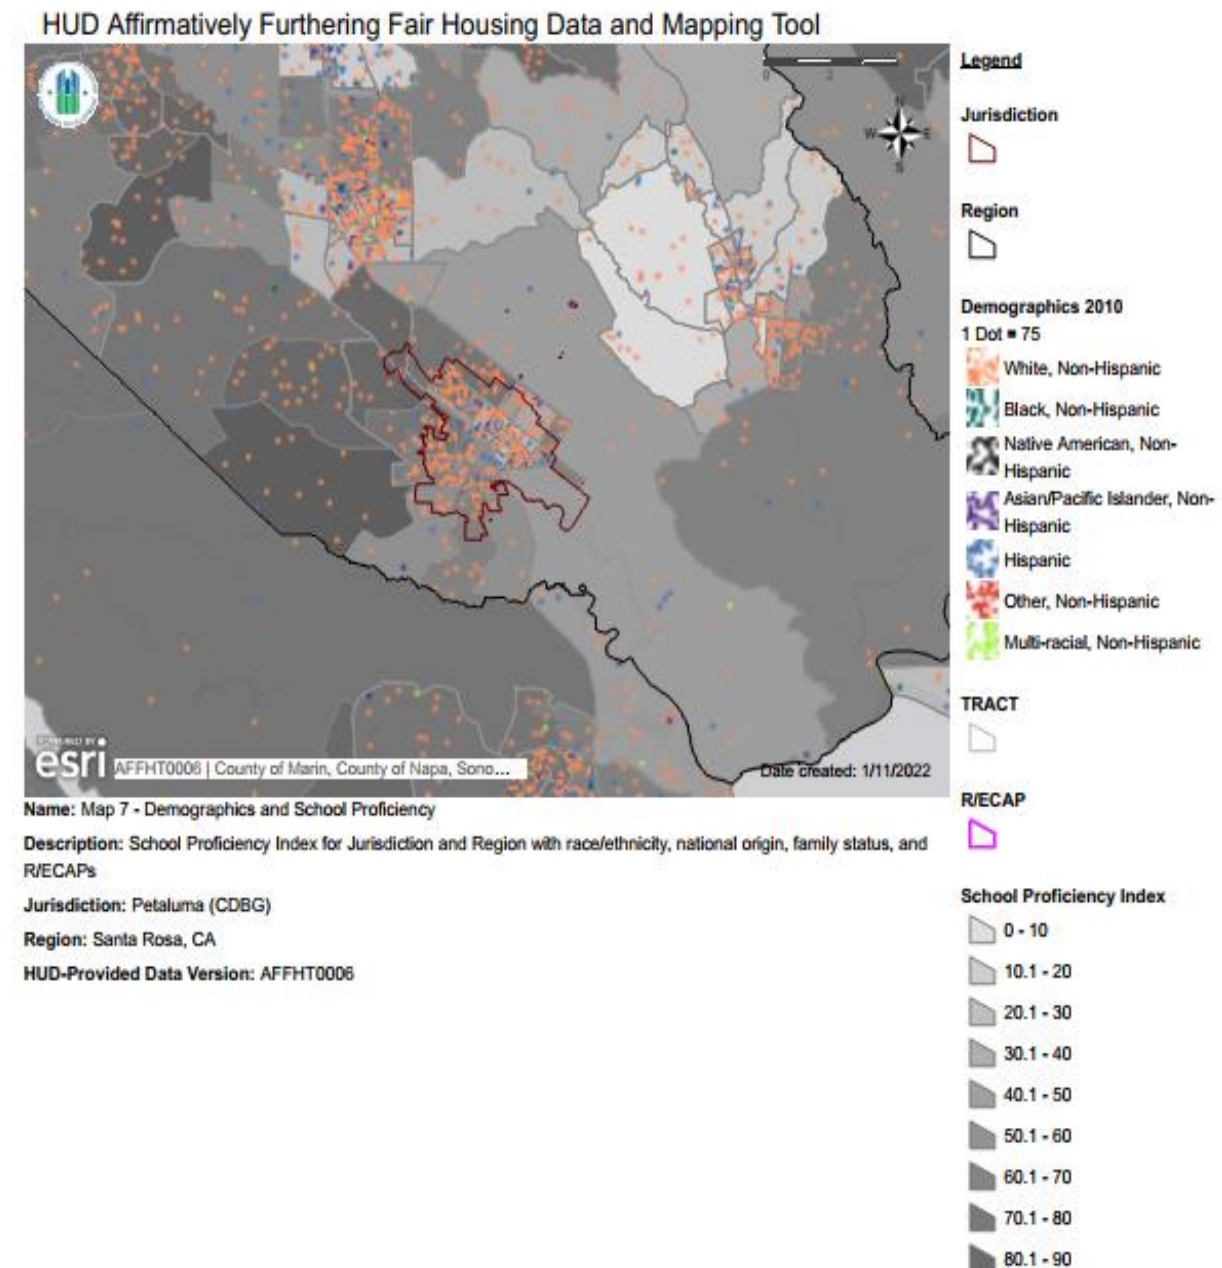 HUD Affirmatively Furthering Fair Housing Data and Mapping Tool
0 3
N
W E
S
POWERED BY
esri
AFFHT0006 | County of Marin, County of Napa, Sono...
Date created: 1/11/2022
Name: Map 7 - Demographics and School Proficiency
Description: School Proficiency Index for Jurisdiction and Region with race/ethnicity, national origin, family status, and
R/ECAPs
Jurisdiction: Petaluma (CDBG)
Region: Santa Rosa, CA
HUD-Provided Data Version: AFFHT0006
Legend
Jurisdiction
Region
Demographics 2010
1 Dot = 75
White, Non-Hispanic
Black, Non-Hispanic
Native American, Non-
Hispanic
Asian/Pacific Islander, Non-
Hispanic
Hispanic
Other, Non-Hispanic
Multi-racial, Non-Hispanic
TRACT
R/ECAP
School Proficiency Index
0 - 10
10.1 - 20
20.1 - 30
30.1 - 40
40.1 - 50
50.1 - 60
60.1 - 70
70.1 - 80
80.1 - 90